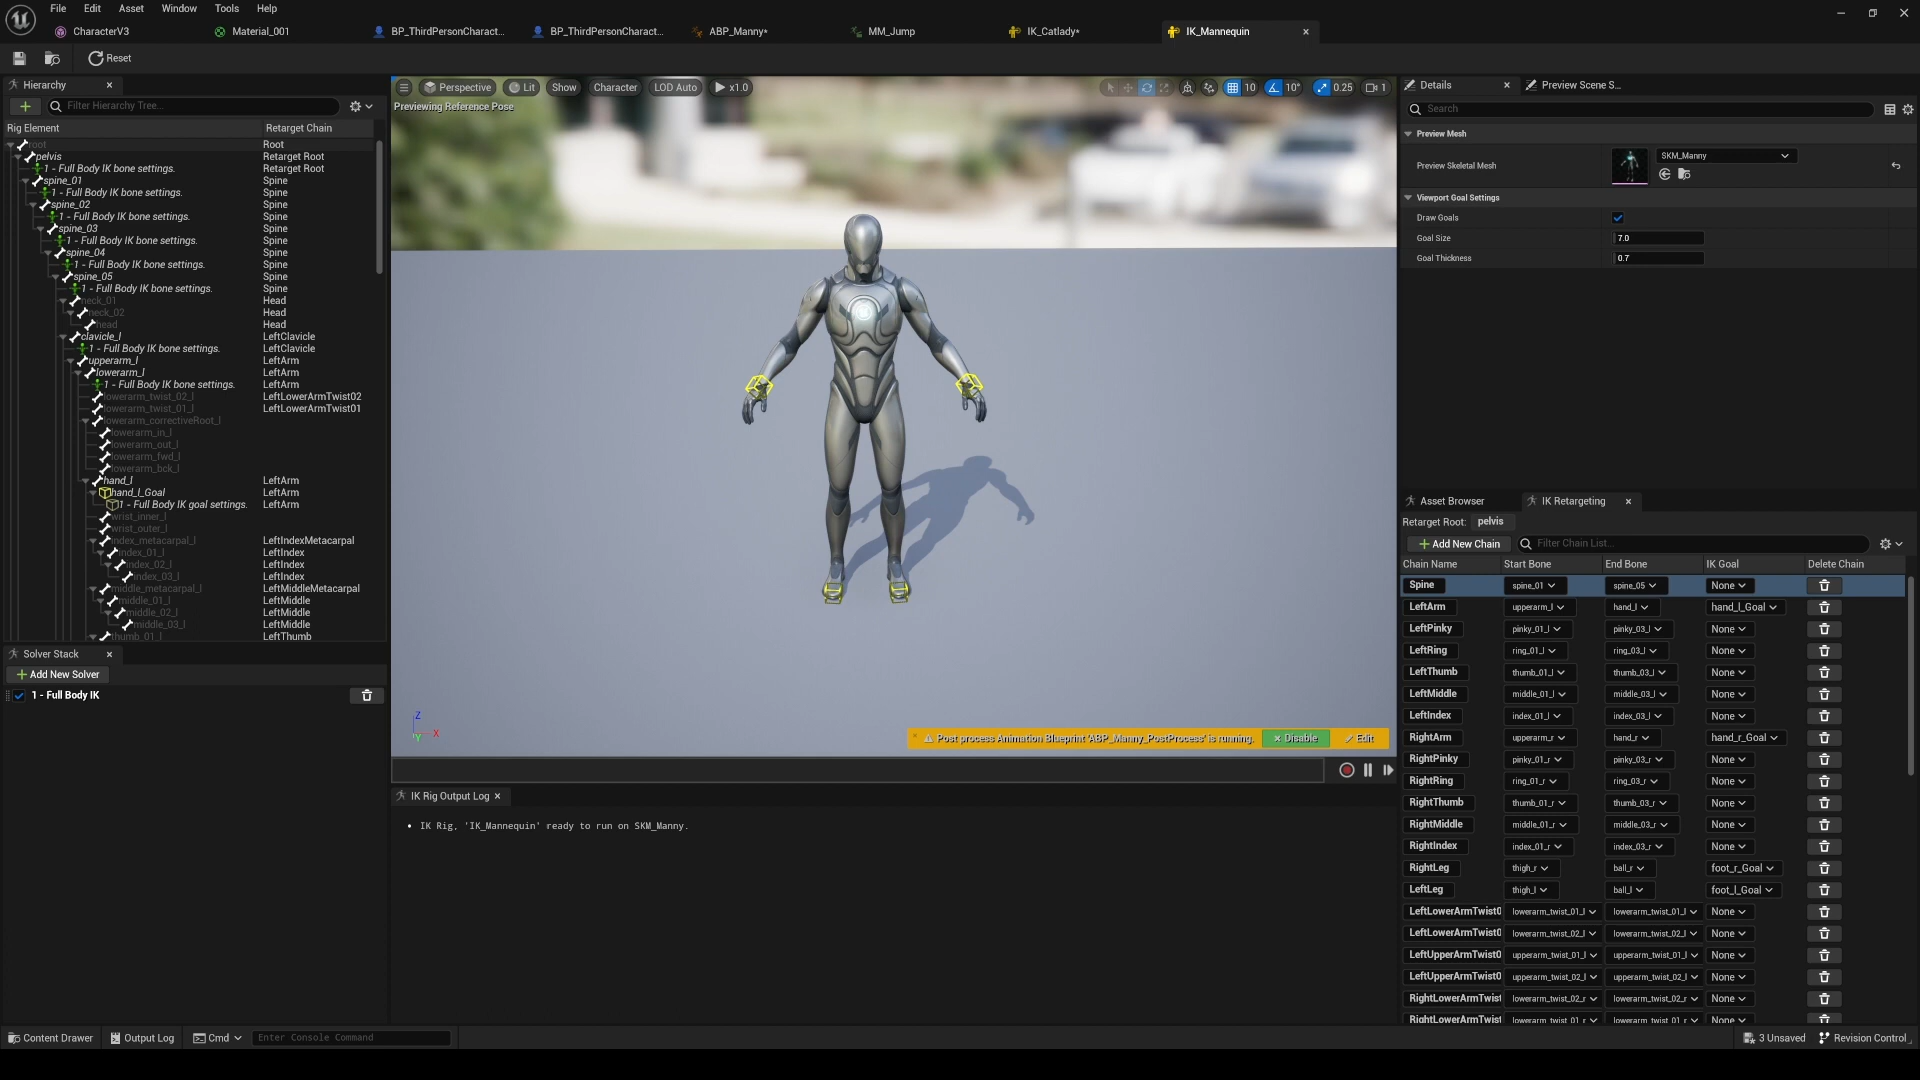 File Edit Asset Window Tools Help
CharacterV3 Material_001 BP_ThirdPersonCharact... BP_ThirdPersonCharact... ABP_Manny* MM_Jump IK_Catlady* IK_Mannequin
Reset
Hierarchy
Filter Hierarchy Tree...
Rig Element Retarget Chain
root Root
pelvis Retarget Root
1 - Full Body IK bone settings. Retarget Root
spine_01 Spine
1 - Full Body IK bone settings. Spine
spine_02 Spine
1 - Full Body IK bone settings. Spine
spine_03 Spine
1 - Full Body IK bone settings. Spine
spine_04 Spine
1 - Full Body IK bone settings. Spine
spine_05 Spine
1 - Full Body IK bone settings. Spine
neck_01 Head
neck_02 Head
head Head
clavicle_l LeftClavicle
1 - Full Body IK bone settings. LeftClavicle
upperarm_l LeftArm
lowerarm_l LeftArm
1 - Full Body IK bone settings. LeftArm
lowerarm_twist_02_l LeftLowerArmTwist02
lowerarm_twist_01_l LeftLowerArmTwist01
lowerarm_correctiveRoot_l
lowerarm_in_l
lowerarm_out_l
lowerarm_fwd_l
lowerarm_bck_l
hand_l LeftArm
hand_l_Goal LeftArm
1 - Full Body IK goal settings. LeftArm
wrist_inner_l
wrist_outer_l
index_metacarpal_l LeftIndexMetacarpal
index_01_l LeftIndex
index_02_l LeftIndex
index_03_l LeftIndex
middle_metacarpal_l LeftMiddleMetacarpal
middle_01_l LeftMiddle
middle_02_l LeftMiddle
middle_03_l LeftMiddle
thumb_01_l LeftThumb
Solver Stack
Add New Solver
1 - Full Body IK
Perspective Lit Show Character LOD Auto x1.0 10 10° 0.25 1
Previewing Reference Pose
Z
X
Y
Post process Animation Blueprint 'ABP_Manny_PostProcess' is running. Disable Edit
IK Rig Output Log
IK Rig, 'IK_Mannequin' ready to run on SKM_Manny.
Details Preview Scene S...
Search
Preview Mesh
Preview Skeletal Mesh SKM_Manny
Viewport Goal Settings
Draw Goals
Goal Size 7.0
Goal Thickness 0.7
Asset Browser IK Retargeting
Retarget Root: pelvis
Add New Chain Filter Chain List...
Chain Name Start Bone End Bone IK Goal Delete Chain
Spine spine_01 spine_05 None
LeftArm upperarm_l hand_l hand_l_Goal
LeftPinky pinky_01_l pinky_03_l None
LeftRing ring_01_l ring_03_l None
LeftThumb thumb_01_l thumb_03_l None
LeftMiddle middle_01_l middle_03_l None
LeftIndex index_01_l index_03_l None
RightArm upperarm_r hand_r hand_r_Goal
RightPinky pinky_01_r pinky_03_r None
RightRing ring_01_r ring_03_r None
RightThumb thumb_01_r thumb_03_r None
RightMiddle middle_01_r middle_03_r None
RightIndex index_01_r index_03_r None
RightLeg thigh_r ball_r foot_r_Goal
LeftLeg thigh_l ball_l foot_l_Goal
LeftLowerArmTwist0 lowerarm_twist_01_l lowerarm_twist_01_l None
LeftLowerArmTwist0 lowerarm_twist_02_l lowerarm_twist_02_l None
LeftUpperArmTwist0 upperarm_twist_01_l upperarm_twist_01_l None
LeftUpperArmTwist0 upperarm_twist_02_l upperarm_twist_02_l None
RightLowerArmTwist lowerarm_twist_02_r lowerarm_twist_02_r None
RightLowerArmTwist lowerarm_twist_01_r lowerarm_twist_01_r None
Content Drawer Output Log Cmd Enter Console Command 3 Unsaved Revision Control